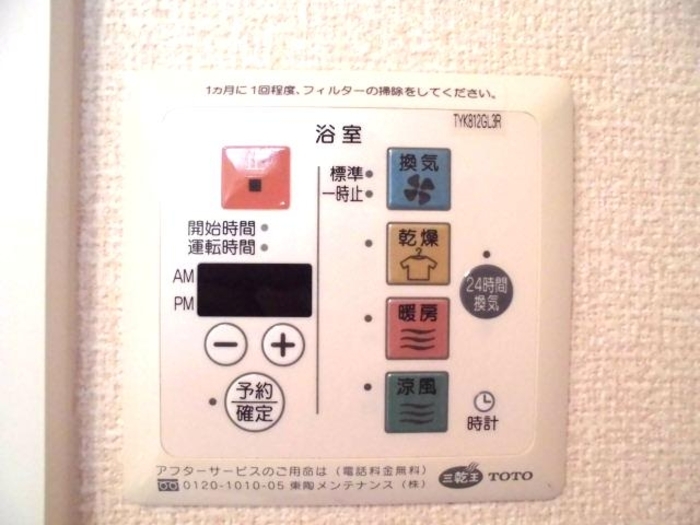 1ヵ月に1回程度、フィルターの掃除をしてください。
TYK812GL3R
浴室
標準
一時止
換気
開始時間
運転時間
乾燥
AM
PM
24時間
換気
暖房
予約
確定
涼風
時計
アフターサービスのご用品は（電話料金無料）
0120-1010-05 東陶メンテナンス（株）
三乾王 TOTO